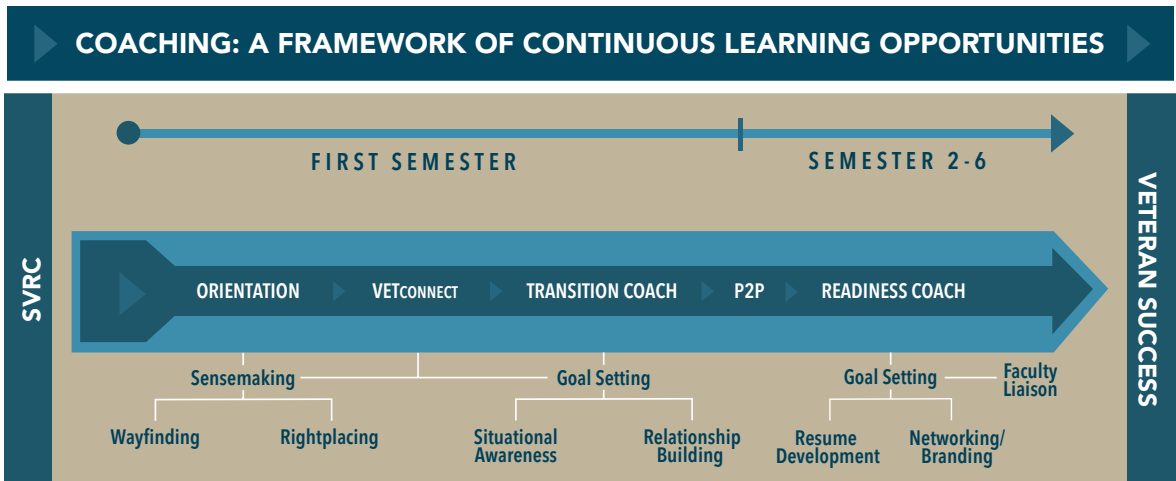 COACHING: A FRAMEWORK OF CONTINUOUS LEARNING OPPORTUNITIES
SVRC
FIRST SEMESTER
SEMESTER 2-6
VETERAN SUCCESS
ORIENTATION
VETCONNECT
TRANSITION COACH
P2P
READINESS COACH
Sensemaking
Goal Setting
Goal Setting
Faculty
Liaison
Wayfinding
Rightplacing
Situational
Awareness
Relationship
Building
Resume
Development
Networking/
Branding